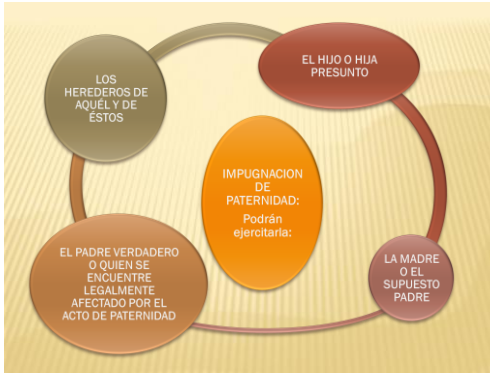 LOS
HEREDEROS DE
AQUÉL Y DE
ÉSTOS
EL HIJO O HIJA
PRESUNTO
IMPUGNACION
DE
PATERNIDAD:
Podrán
ejercitarla:
EL PADRE VERDADERO
O QUIEN SE
ENCUENTRE
LEGALMENTE
AFECTADO POR EL
ACTO DE PATERNIDAD
LA MADRE
O EL
SUPUESTO
PADRE